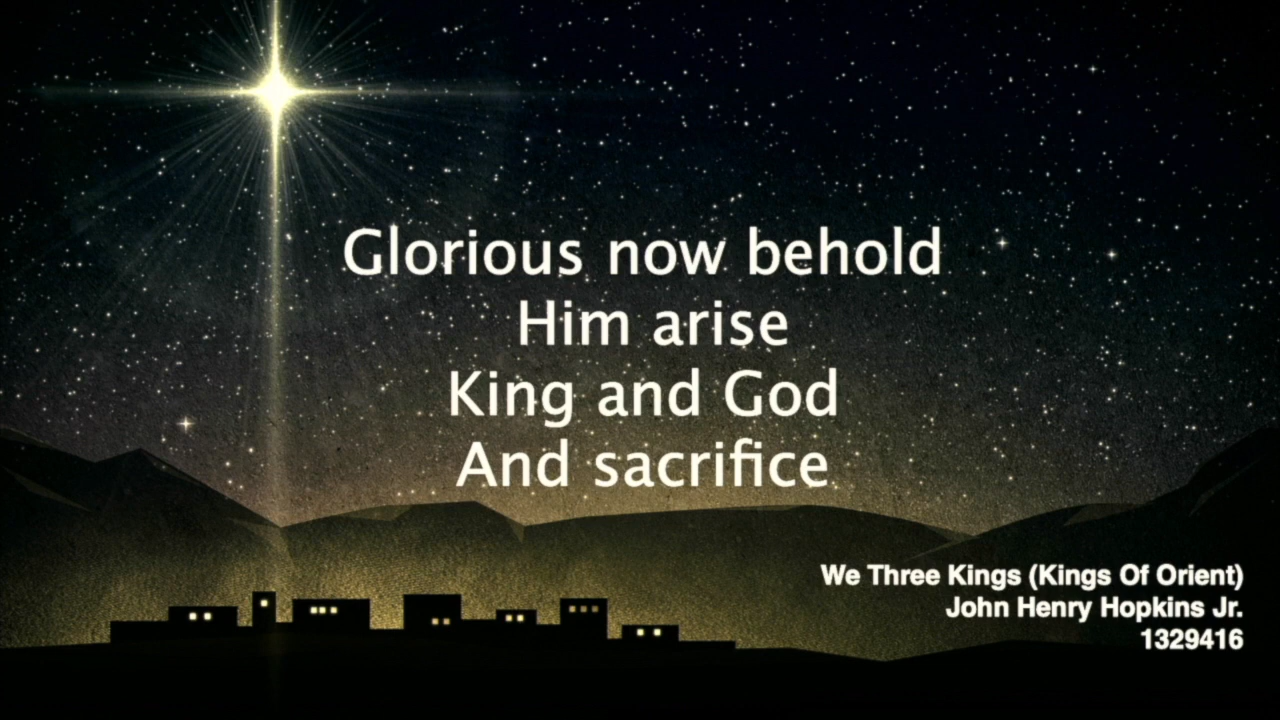 Glorious now behold
Him arise
King and God
And sacrifice
We Three Kings (Kings Of Orient)
John Henry Hopkins Jr.
1329416